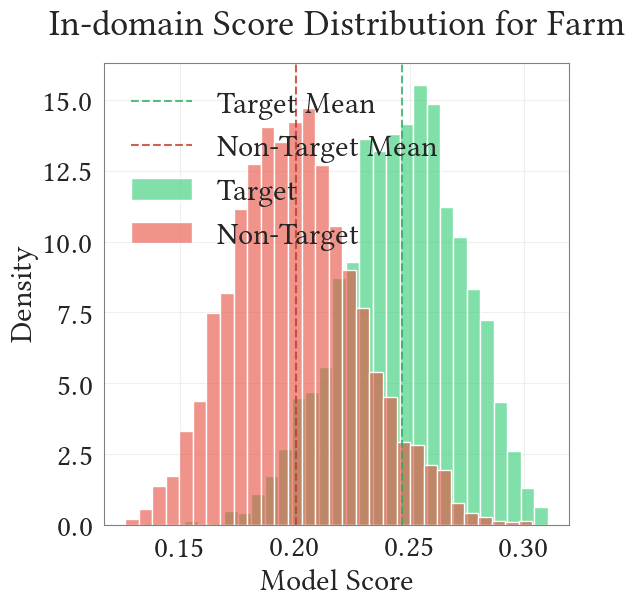 In-domain Score Distribution for Farm
Target Mean
Non-Target Mean
Target
Non-Target
Density
15.0
12.5
10.0
7.5
5.0
2.5
0.0
0.15
0.20
0.25
0.30
Model Score